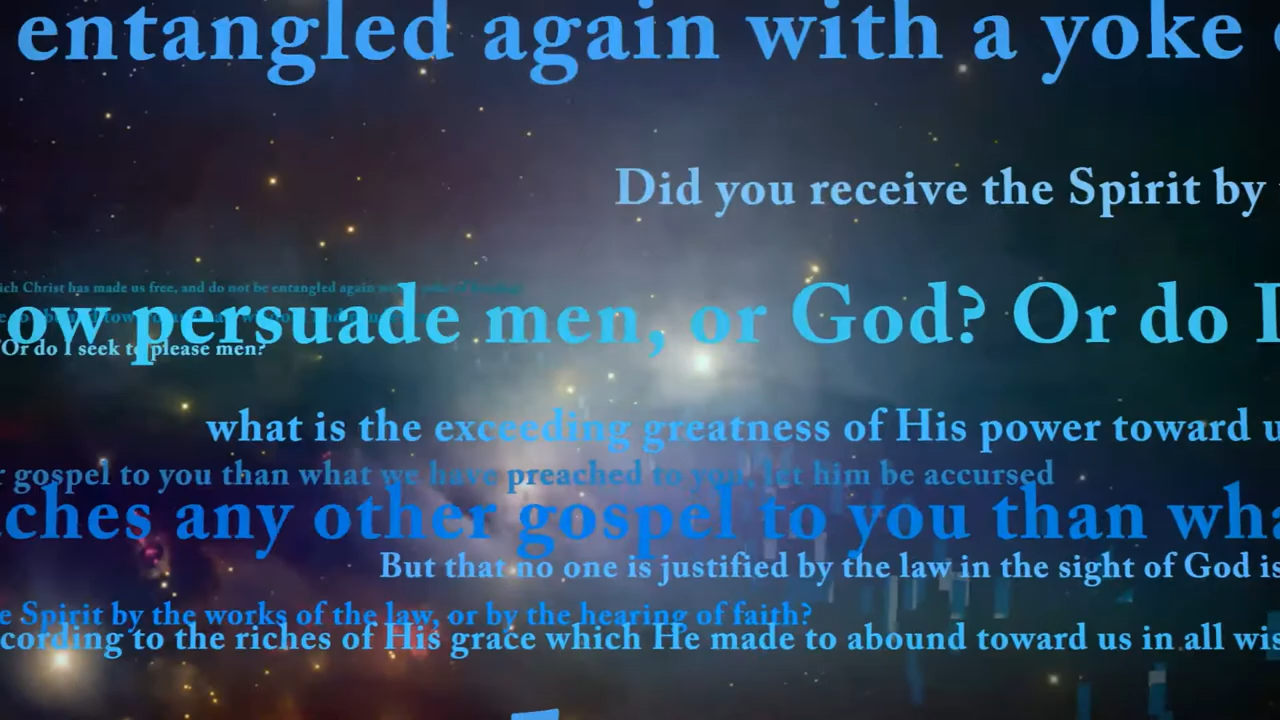 entangled again with a yoke
Did you receive the Spirit by
ich Christ has made us free, and do not be entangled again
ow persuade men, or God? Or do I
Or do I seek to please men?
what is the exceeding greatness of His power toward u
r gospel to you than what we have preached to you, let him be accursed
ches any other gospel to you than wha
But that no one is justified by the law in the sight of God is
e Spirit by the works of the law, or by the hearing of faith?
cording to the riches of His grace which He made to abound toward us in all wis